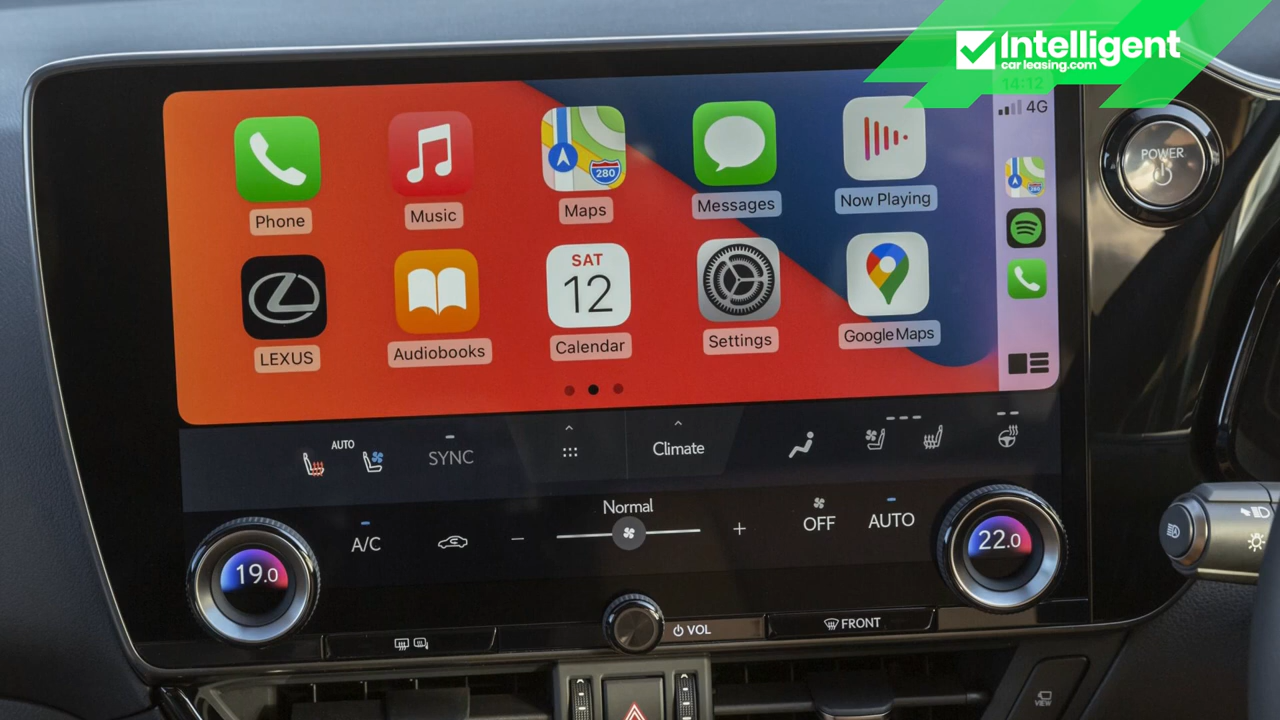 Intelligent
carleasing.com
14:12
4G
POWER
280
Phone
Music
Maps
Messages
Now Playing
SAT
12
LEXUS
Audiobooks
Calendar
Settings
Google Maps
AUTO
SYNC
Climate
Normal
A/C
−
+
OFF
AUTO
19.0
22.0
VOL
FRONT
VIEW